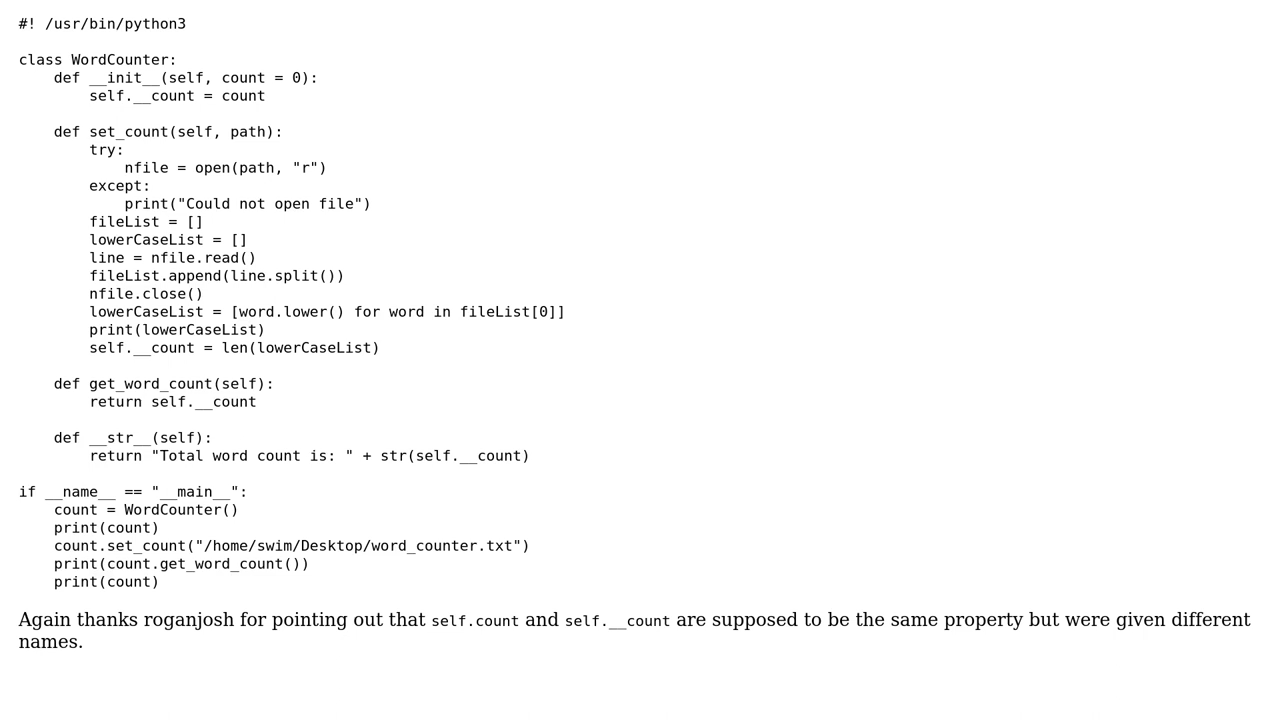 #! /usr/bin/python3

class WordCounter:
    def __init__(self, count = 0):
        self.__count = count

    def set_count(self, path):
        try:
            nfile = open(path, "r")
        except:
            print("Could not open file")
        fileList = []
        lowerCaseList = []
        line = nfile.read()
        fileList.append(line.split())
        nfile.close()
        lowerCaseList = [word.lower() for word in fileList[0]]
        print(lowerCaseList)
        self.__count = len(lowerCaseList)

    def get_word_count(self):
        return self.__count

    def __str__(self):
        return "Total word count is: " + str(self.__count)

if __name__ == "__main__":
    count = WordCounter()
    print(count)
    count.set_count("/home/swim/Desktop/word_counter.txt")
    print(count.get_word_count())
    print(count)

Again thanks roganjosh for pointing out that self.count and self.__count are supposed to be the same property but were given different
names.